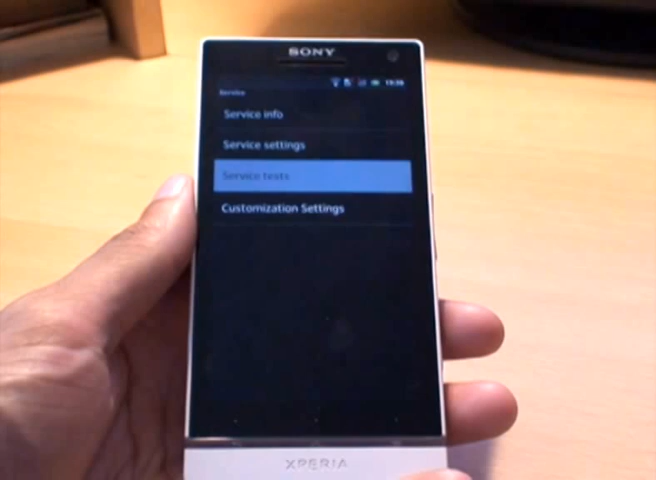 SONY
Service
Service info
Service settings
Service tests
Customization Settings
XPERIA